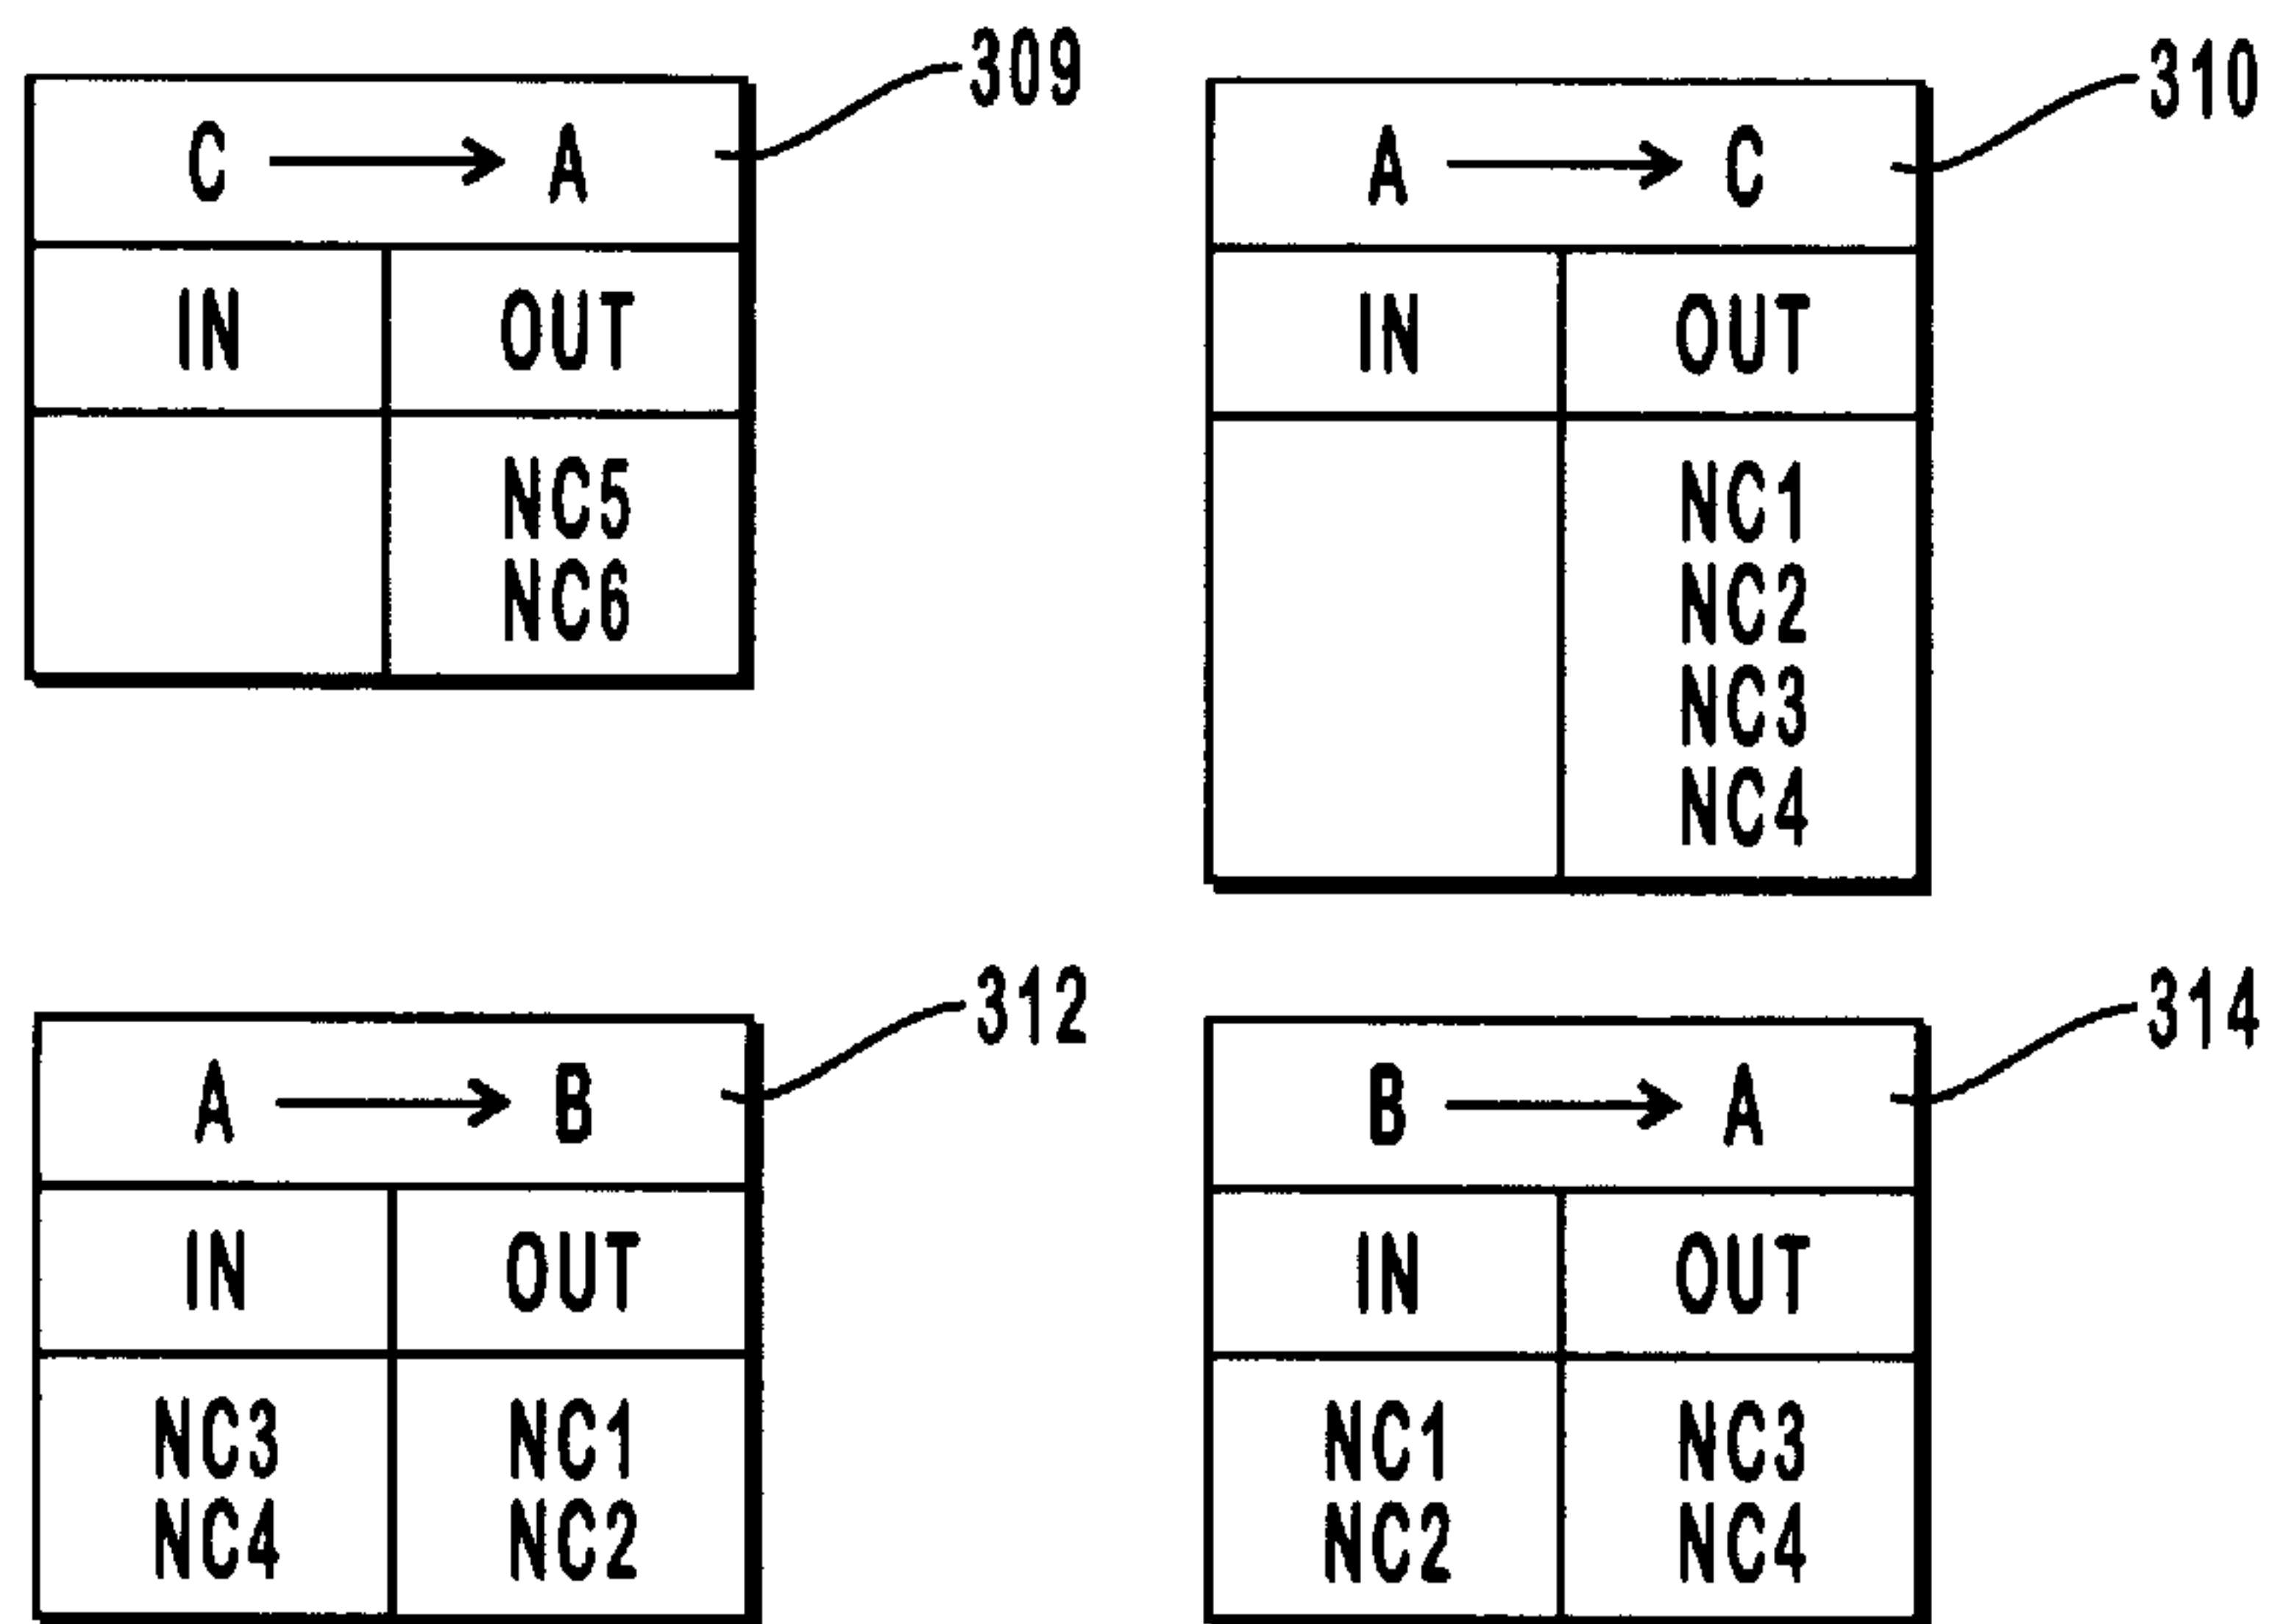 309
C → A
IN OUT
NC5
NC6
310
A → C
IN OUT
NC1
NC2
NC3
NC4
312
A → B
IN OUT
NC3 NC1
NC4 NC2
314
B → A
IN OUT
NC1 NC3
NC2 NC4